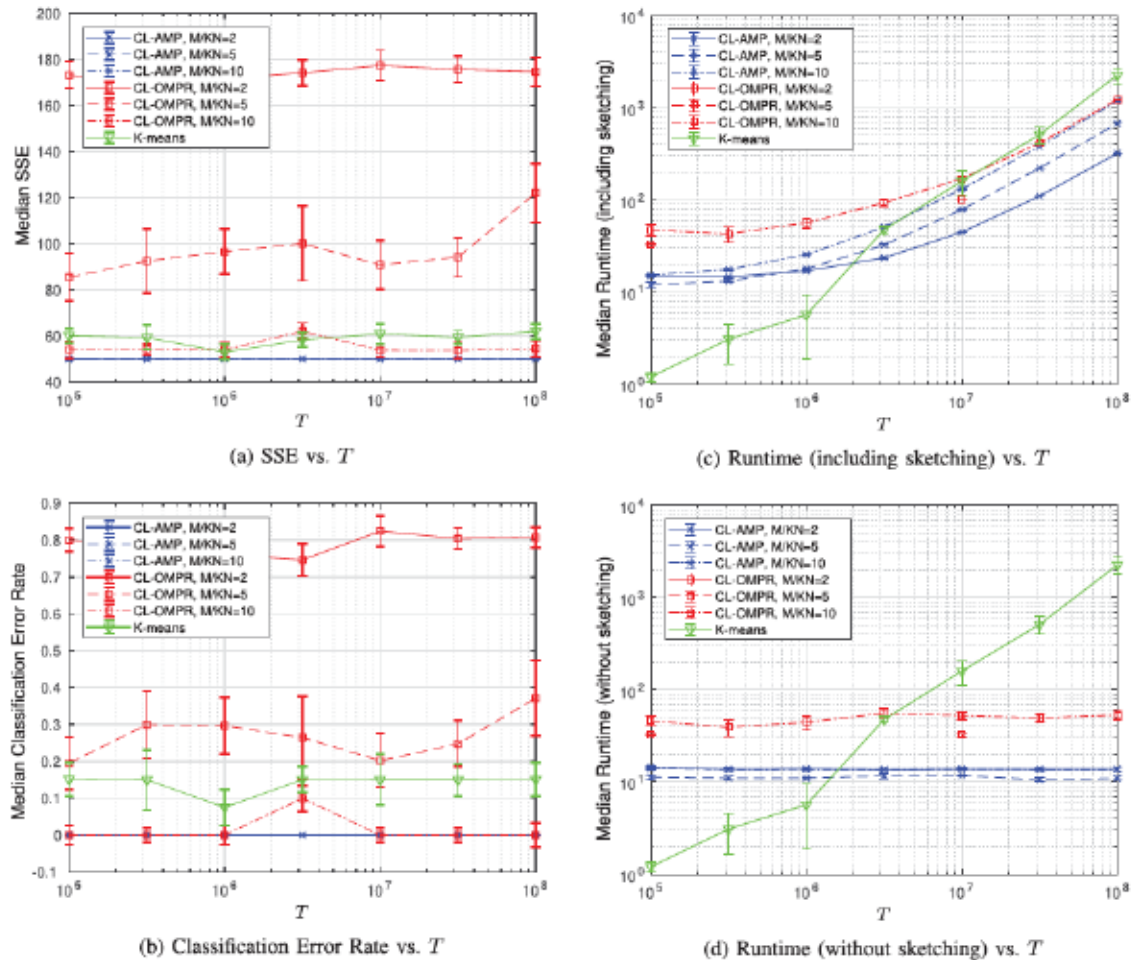 200
180
160
140
120
100
80
60
40
Median SSE
CL-AMP, M/KN=2
CL-AMP, M/KN=5
CL-AMP, M/KN=10
CL-OMPR, M/KN=2
CL-OMPR, M/KN=5
CL-OMPR, M/KN=10
K-means
10^5
10^6
10^7
10^8
T
(a) SSE vs. T
0.9
0.8
0.7
0.6
0.5
0.4
0.3
0.2
0.1
0
-0.1
Median Classification Error Rate
CL-AMP, M/KN=2
CL-AMP, M/KN=5
CL-AMP, M/KN=10
CL-OMPR, M/KN=2
CL-OMPR, M/KN=5
CL-OMPR, M/KN=10
K-means
10^5
10^6
10^7
10^8
T
(b) Classification Error Rate vs. T
10^4
10^3
10^2
10^1
10^0
Median Runtime (including sketching)
CL-AMP, M/KN=2
CL-AMP, M/KN=5
CL-AMP, M/KN=10
CL-OMPR, M/KN=2
CL-OMPR, M/KN=5
CL-OMPR, M/KN=10
K-means
10^5
10^6
10^7
10^8
T
(c) Runtime (including sketching) vs. T
10^4
10^3
10^2
10^1
10^0
Median Runtime (without sketching)
CL-AMP, M/KN=2
CL-AMP, M/KN=5
CL-AMP, M/KN=10
CL-OMPR, M/KN=2
CL-OMPR, M/KN=5
CL-OMPR, M/KN=10
K-means
10^5
10^6
10^7
10^8
T
(d) Runtime (without sketching) vs. T